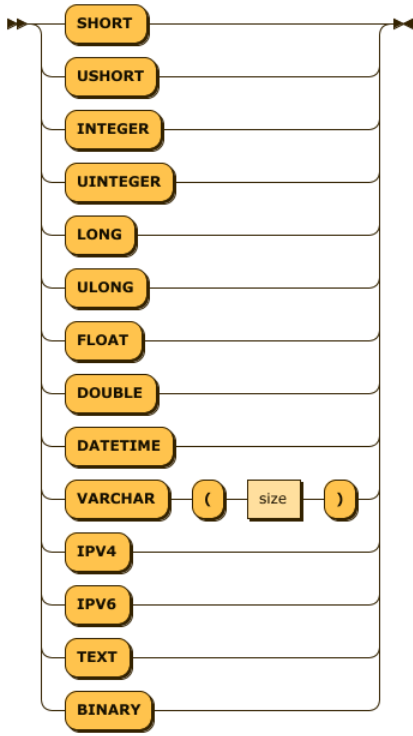 SHORT
USHORT
INTEGER
UINTEGER
LONG
ULONG
FLOAT
DOUBLE
DATETIME
VARCHAR ( size )
IPV4
IPV6
TEXT
BINARY